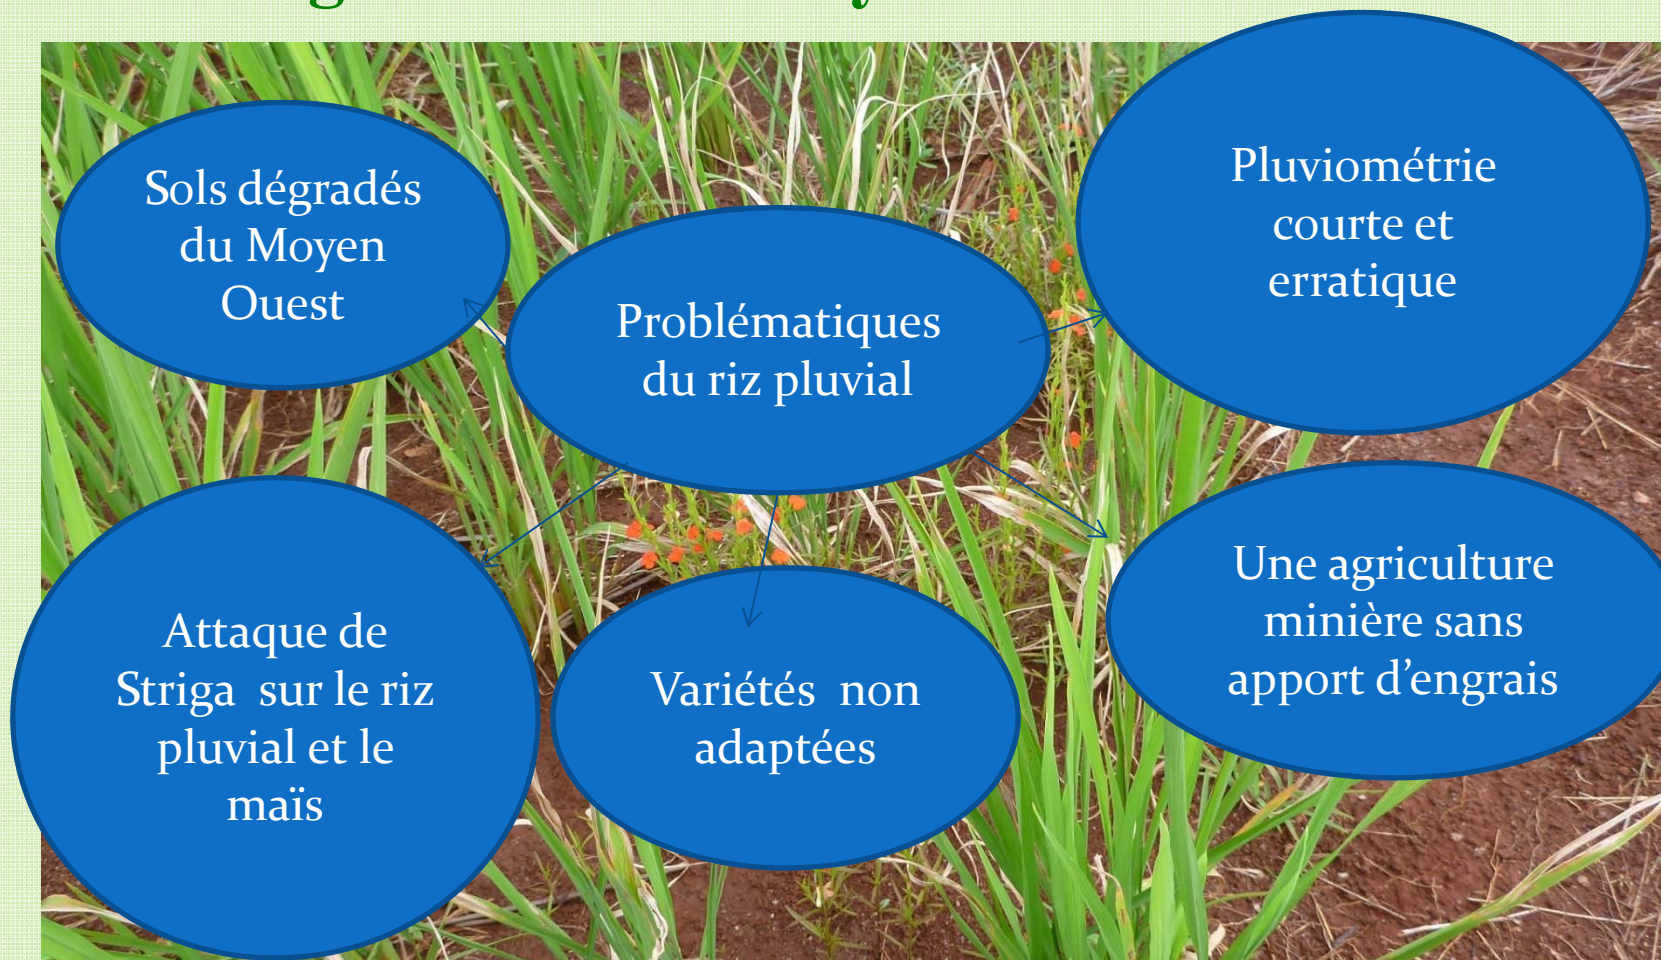 Sols dégradés
du Moyen
Ouest
Problématiques
du riz pluvial
Pluviométrie
courte et
erratique
Attaque de
Striga  sur le riz
pluvial et le
maïs
Variétés  non
adaptées
Une agriculture
minière sans
apport d’engrais